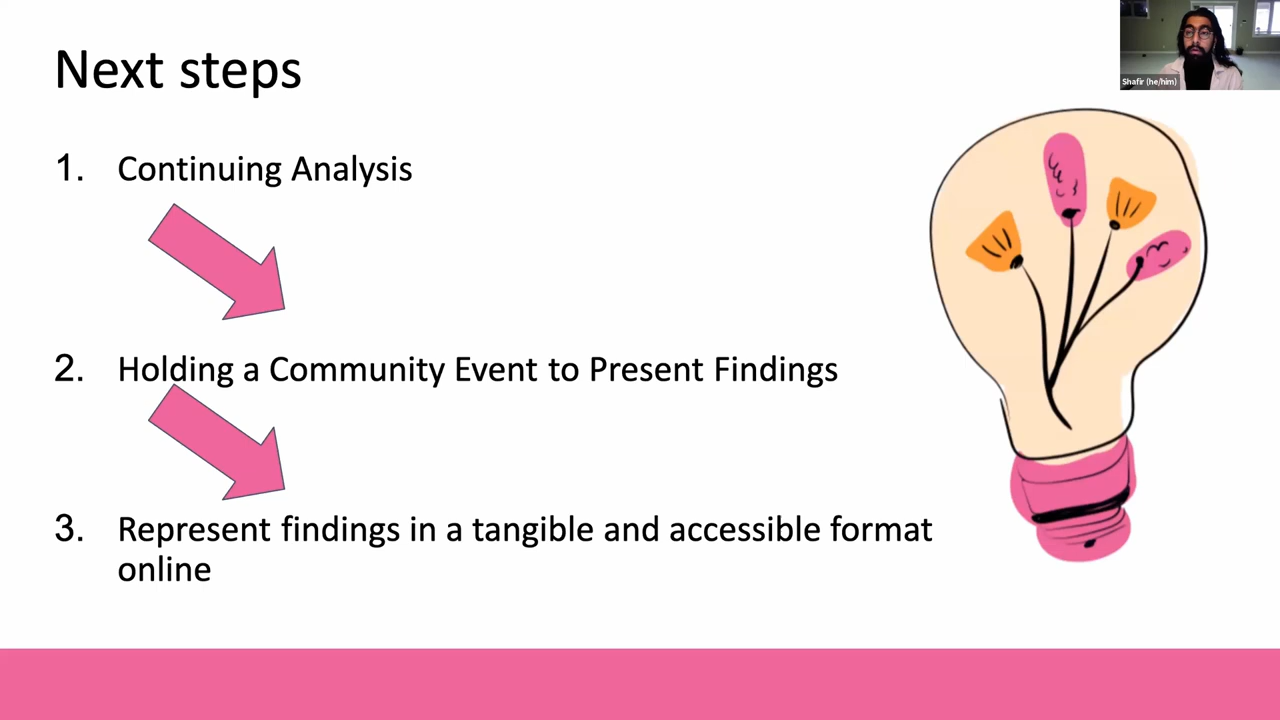 Next steps
Shafir (he/him)
1. Continuing Analysis
2. Holding a Community Event to Present Findings
3. Represent findings in a tangible and accessible format
online